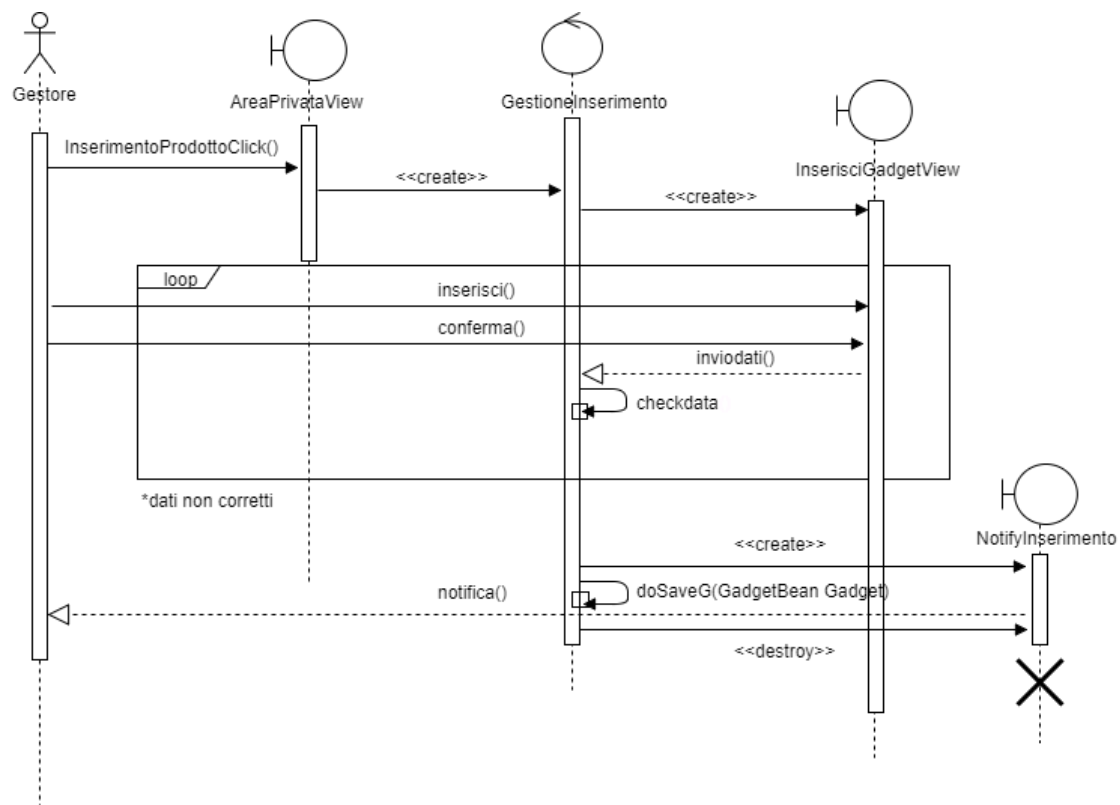 Gestore
AreaPrivataView
GestioneInserimento
InserimentoProdottoClick()
InserisciGadgetView
<<create>>
<<create>>
loop
inserisci()
conferma()
inviodati()
checkdata
*dati non corretti
NotifyInserimento
<<create>>
notifica()
doSaveG(GadgetBean Gadget)
<<destroy>>